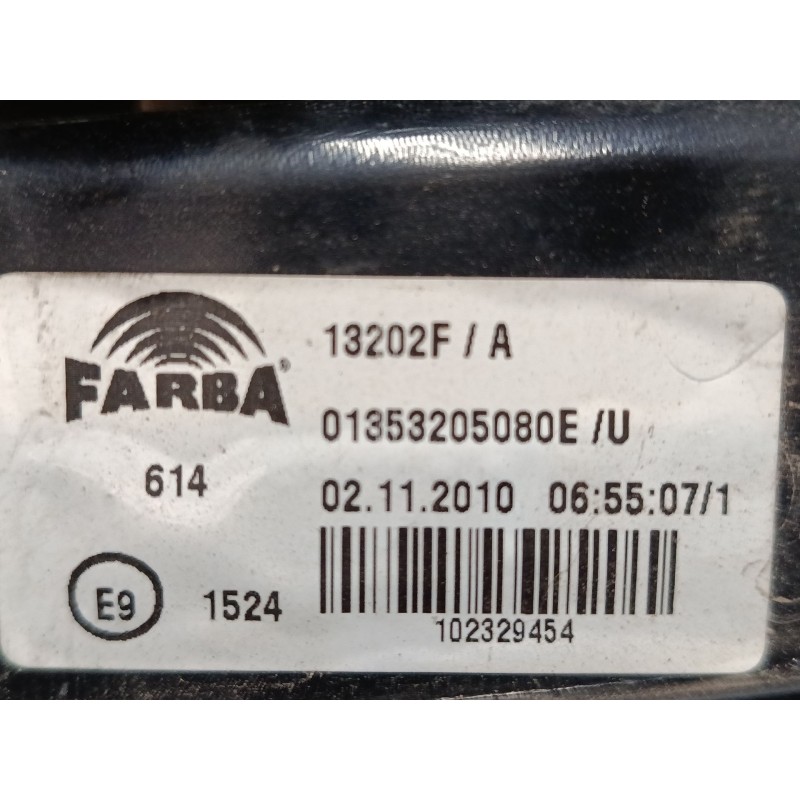 FARBA®
13202F / A
01353205080E /U
614
02.11.2010 06:55:07/1
E9
1524
102329454